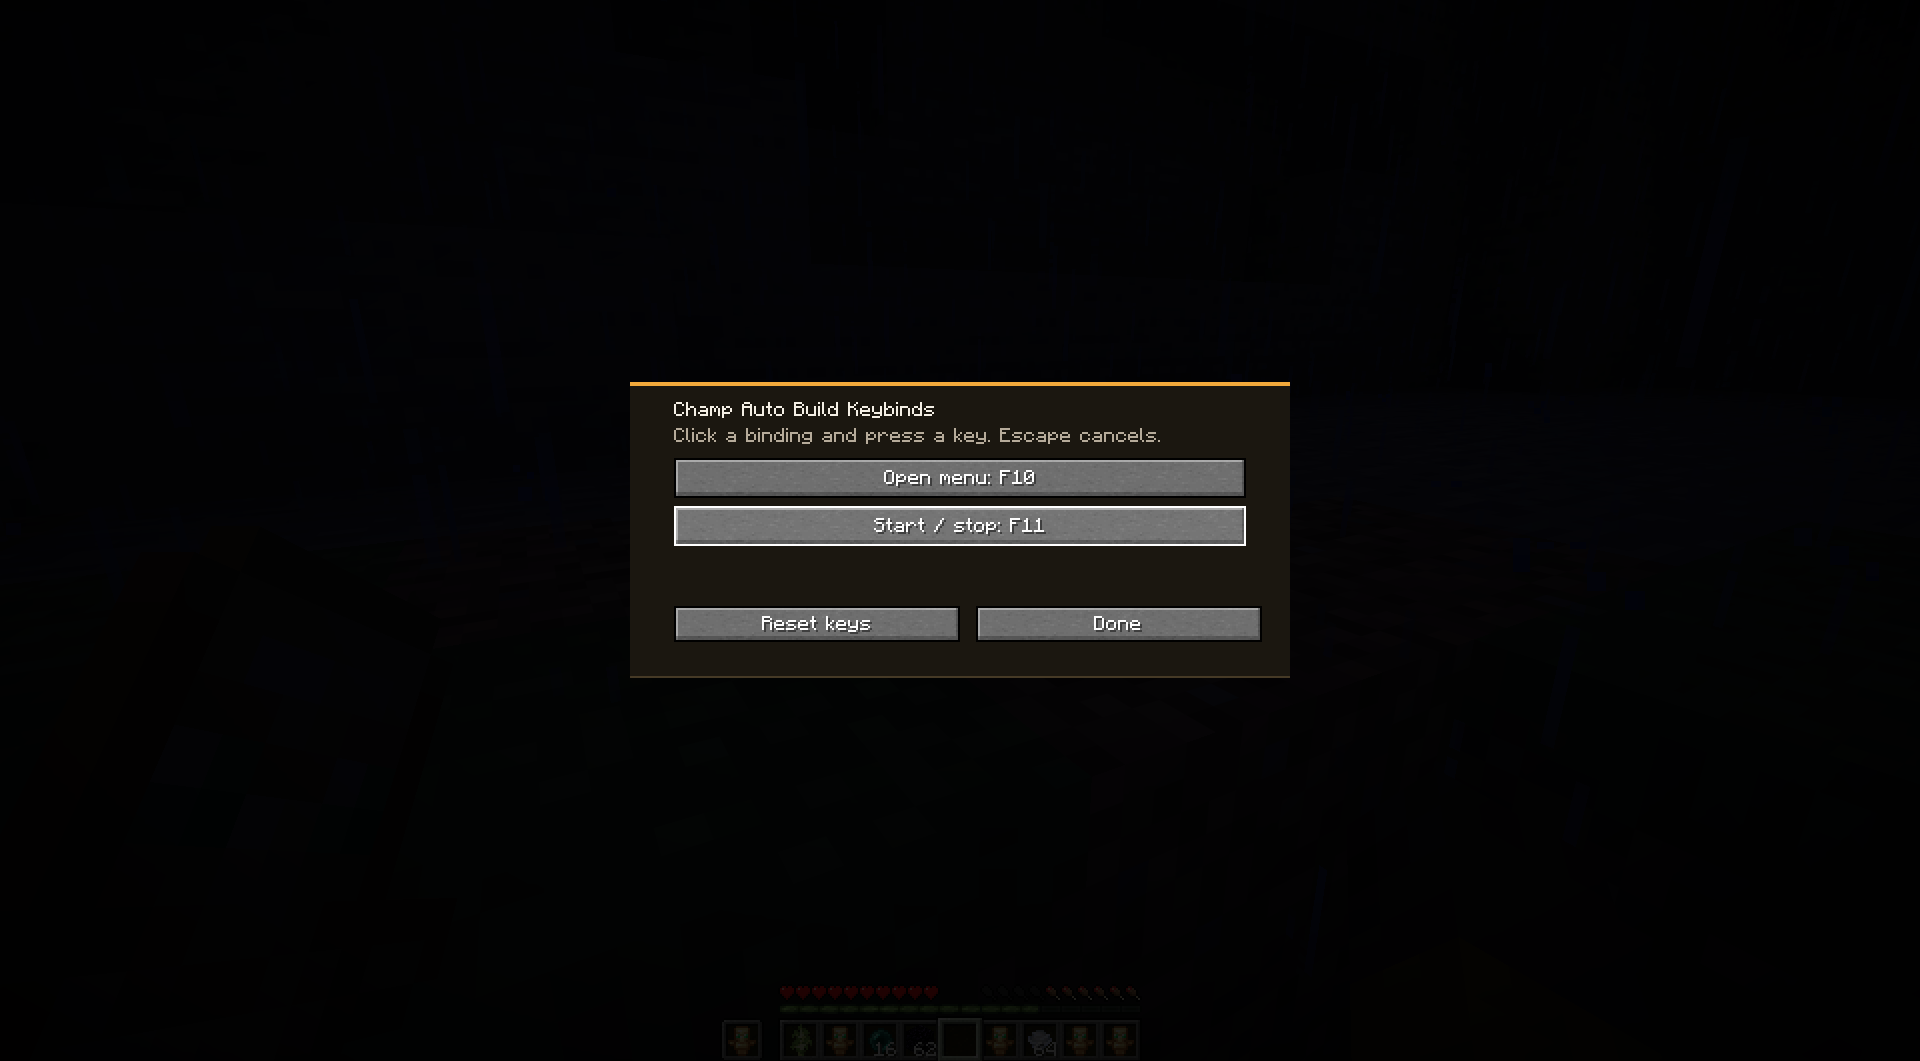 Champ Auto Build Keybinds
Click a binding and press a key. Escape cancels.
Open menu: F10
Start / stop: F11
Reset keys
Done
16
62
64